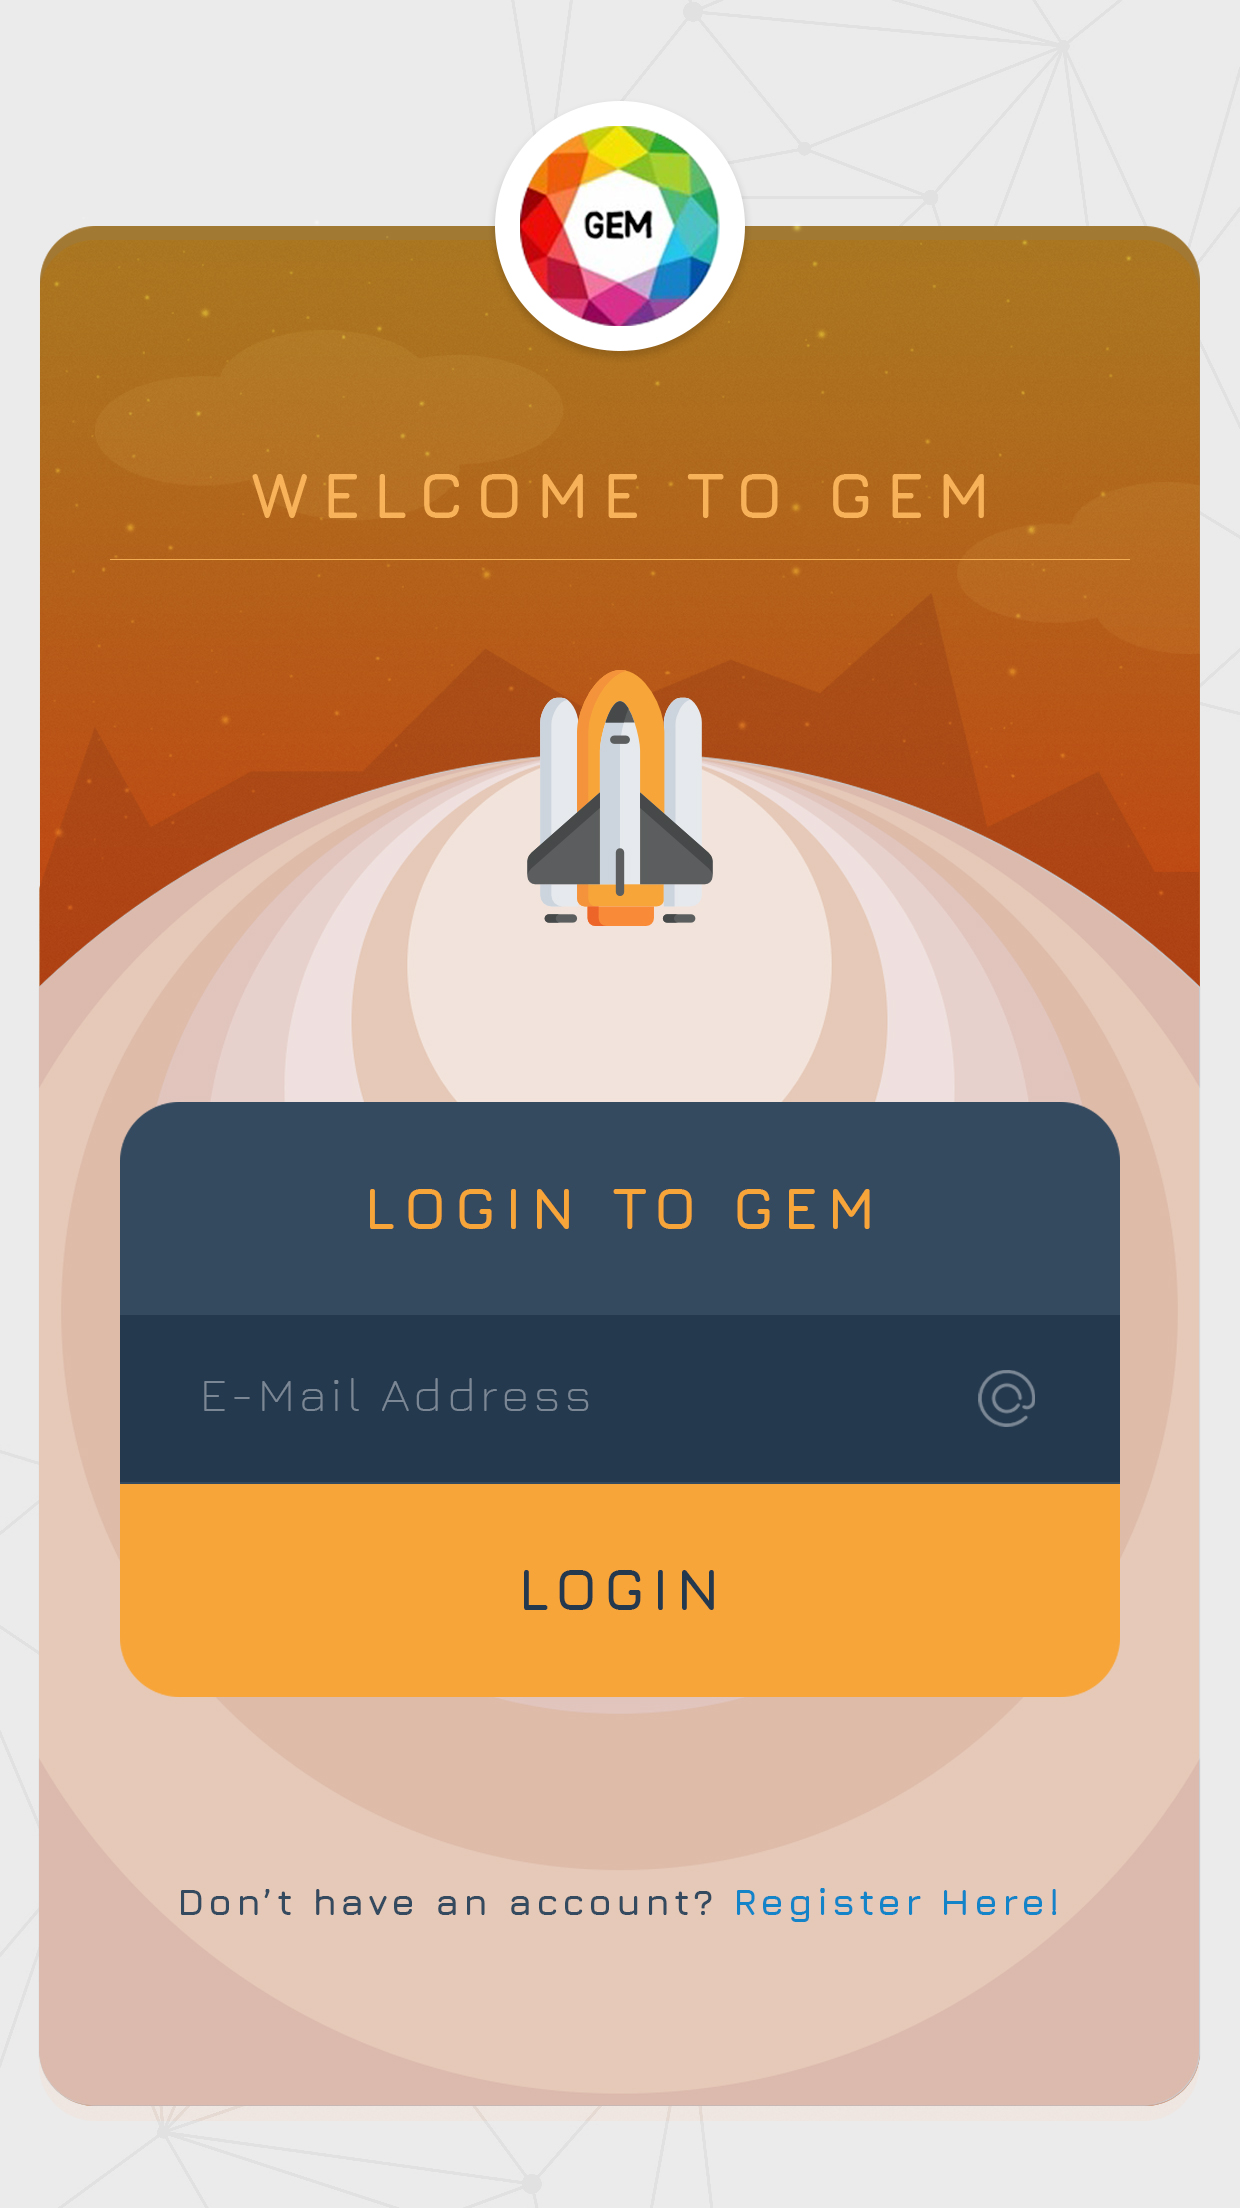 GEM
WELCOME TO GEM
LOGIN TO GEM
E-Mail Address
LOGIN
Don't have an account? Register Here!